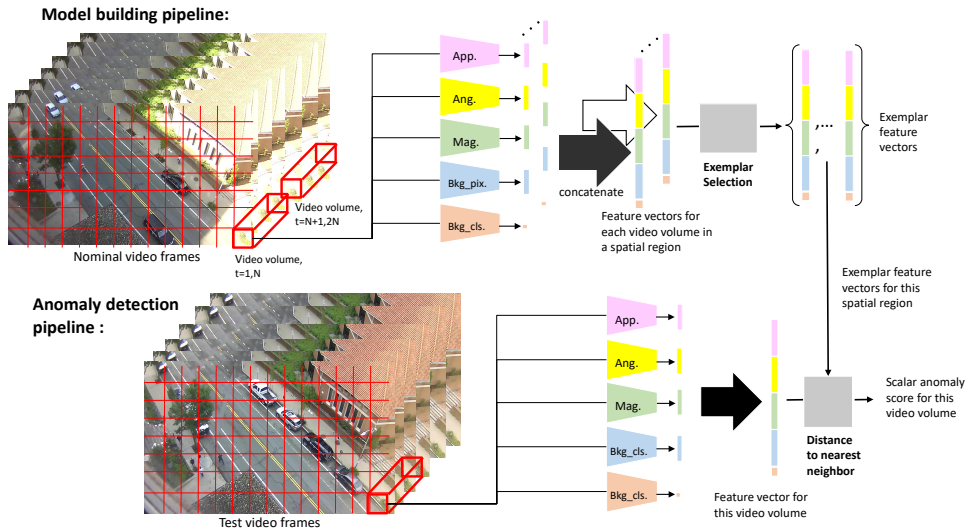 Model building pipeline:
App.
Ang.
Mag.
Bkg_pix.
Bkg_cls.
concatenate
Feature vectors for
each video volume in
a spatial region
Exemplar
Selection
,...
,
Exemplar
feature
vectors
Video volume,
t=N+1,2N
Video volume,
t=1,N
Nominal video frames
Exemplar feature
vectors for this
spatial region
Anomaly detection
pipeline :
App.
Ang.
Mag.
Bkg_cls.
Bkg_cls.
Feature vector for
this video volume
Distance
to nearest
neighbor
Scalar anomaly
score for this
video volume
Test video frames